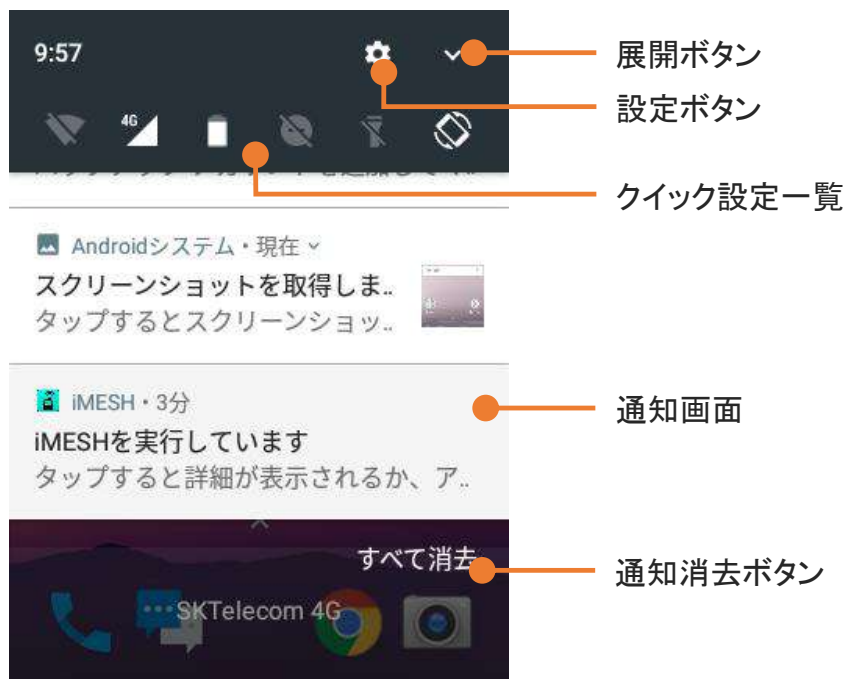 9:57
展開ボタン
設定ボタン
4G
クイック設定一覧
Androidシステム・現在
スクリーンショットを取得しま..
タップするとスクリーンショッ..
iMESH・3分
通知画面
iMESHを実行しています
タップすると詳細が表示されるか、ア..
すべて消去
通知消去ボタン
SKTelecom 4G